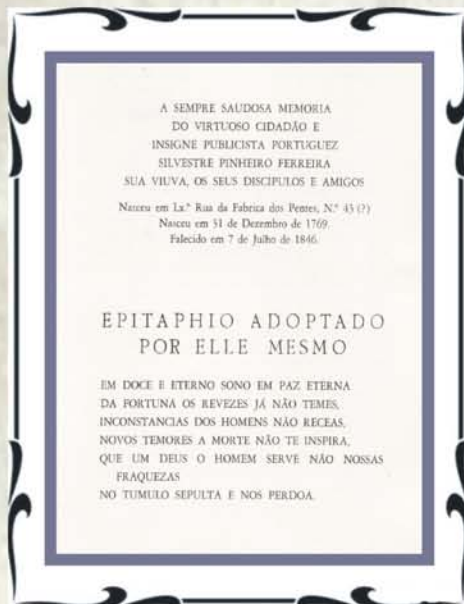 A SEMPRE SAUDOSA MEMORIA
DO VIRTUOSO CIDADÃO E
INSIGNE PUBLICISTA PORTUGUEZ
SILVESTRE PINHEIRO FERREIRA
SUA VIUVA, OS SEUS DISCIPULOS E AMIGOS
Nasceu em Lx.ª Rua da Fabrica dos Pentes, N.º 43 (?)
Nasceu em 31 de Dezembro de 1769.
Falecido em 7 de Julho de 1846.
EPITAPHIO ADOPTADO
POR ELLE MESMO
EM DOCE E ETERNO SONO EM PAZ ETERNA
DA FORTUNA OS REVEZES JÁ NÃO TEMES,
INCONSTANCIAS DOS HOMENS NÃO RECEAS,
NOVOS TEMORES A MORTE NÃO TE INSPIRA,
QUE UM DEUS O HOMEM SERVE NÃO NOSSAS
FRAQUEZAS
NO TUMULO SEPULTA E NOS PERDOA.